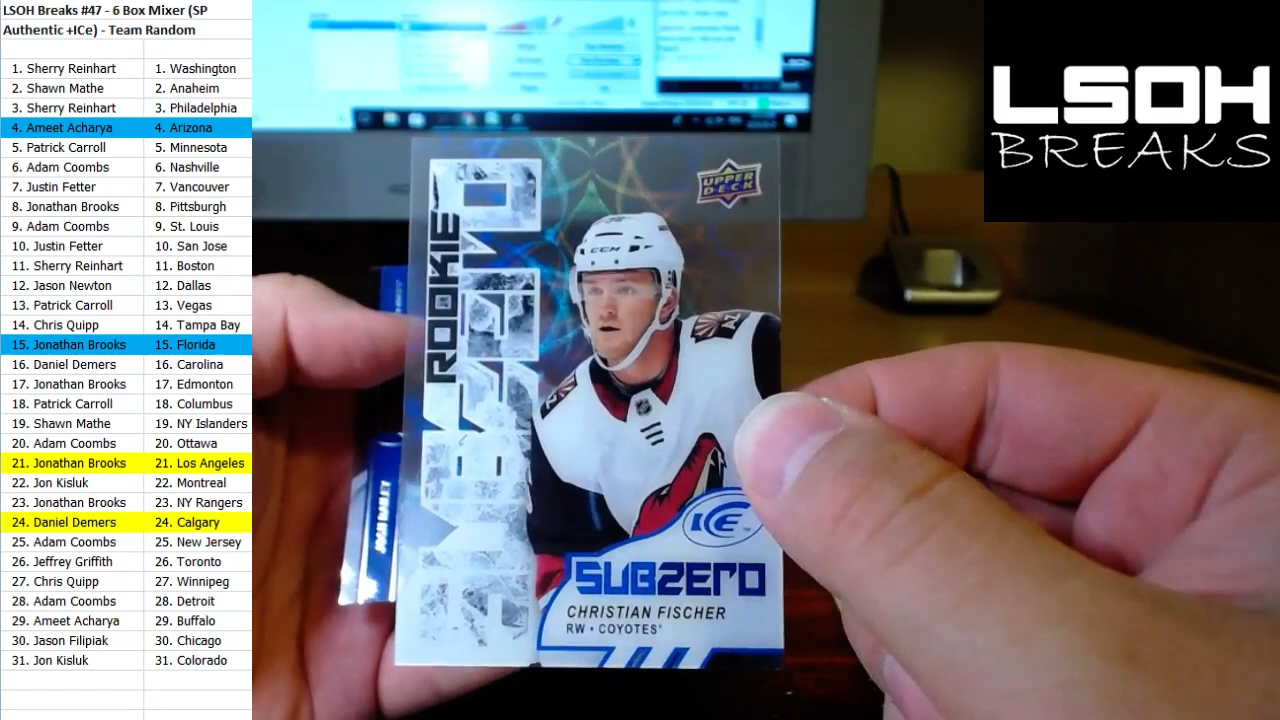 LSOH Breaks #47 - 6 Box Mixer (SP
Authentic +ICe) - Team Random
1. Sherry Reinhart 1. Washington
2. Shawn Mathe 2. Anaheim
3. Sherry Reinhart 3. Philadelphia
4. Ameet Acharya 4. Arizona
5. Patrick Carroll 5. Minnesota
6. Adam Coombs 6. Nashville
7. Justin Fetter 7. Vancouver
8. Jonathan Brooks 8. Pittsburgh
9. Adam Coombs 9. St. Louis
10. Justin Fetter 10. San Jose
11. Sherry Reinhart 11. Boston
12. Jason Newton 12. Dallas
13. Patrick Carroll 13. Vegas
14. Chris Quipp 14. Tampa Bay
15. Jonathan Brooks 15. Florida
16. Daniel Demers 16. Carolina
17. Jonathan Brooks 17. Edmonton
18. Patrick Carroll 18. Columbus
19. Shawn Mathe 19. NY Islanders
20. Adam Coombs 20. Ottawa
21. Jonathan Brooks 21. Los Angeles
22. Jon Kisluk 22. Montreal
23. Jonathan Brooks 23. NY Rangers
24. Daniel Demers 24. Calgary
25. Adam Coombs 25. New Jersey
26. Jeffrey Griffith 26. Toronto
27. Chris Quipp 27. Winnipeg
28. Adam Coombs 28. Detroit
29. Ameet Acharya 29. Buffalo
30. Jason Filipiak 30. Chicago
31. Jon Kisluk 31. Colorado
LSOH
BREAKS
UPPER
DECK
ROOKIE
SUBZERO
CCM
AZ
ICE
SUBZERO
CHRISTIAN FISCHER
RW • COYOTES